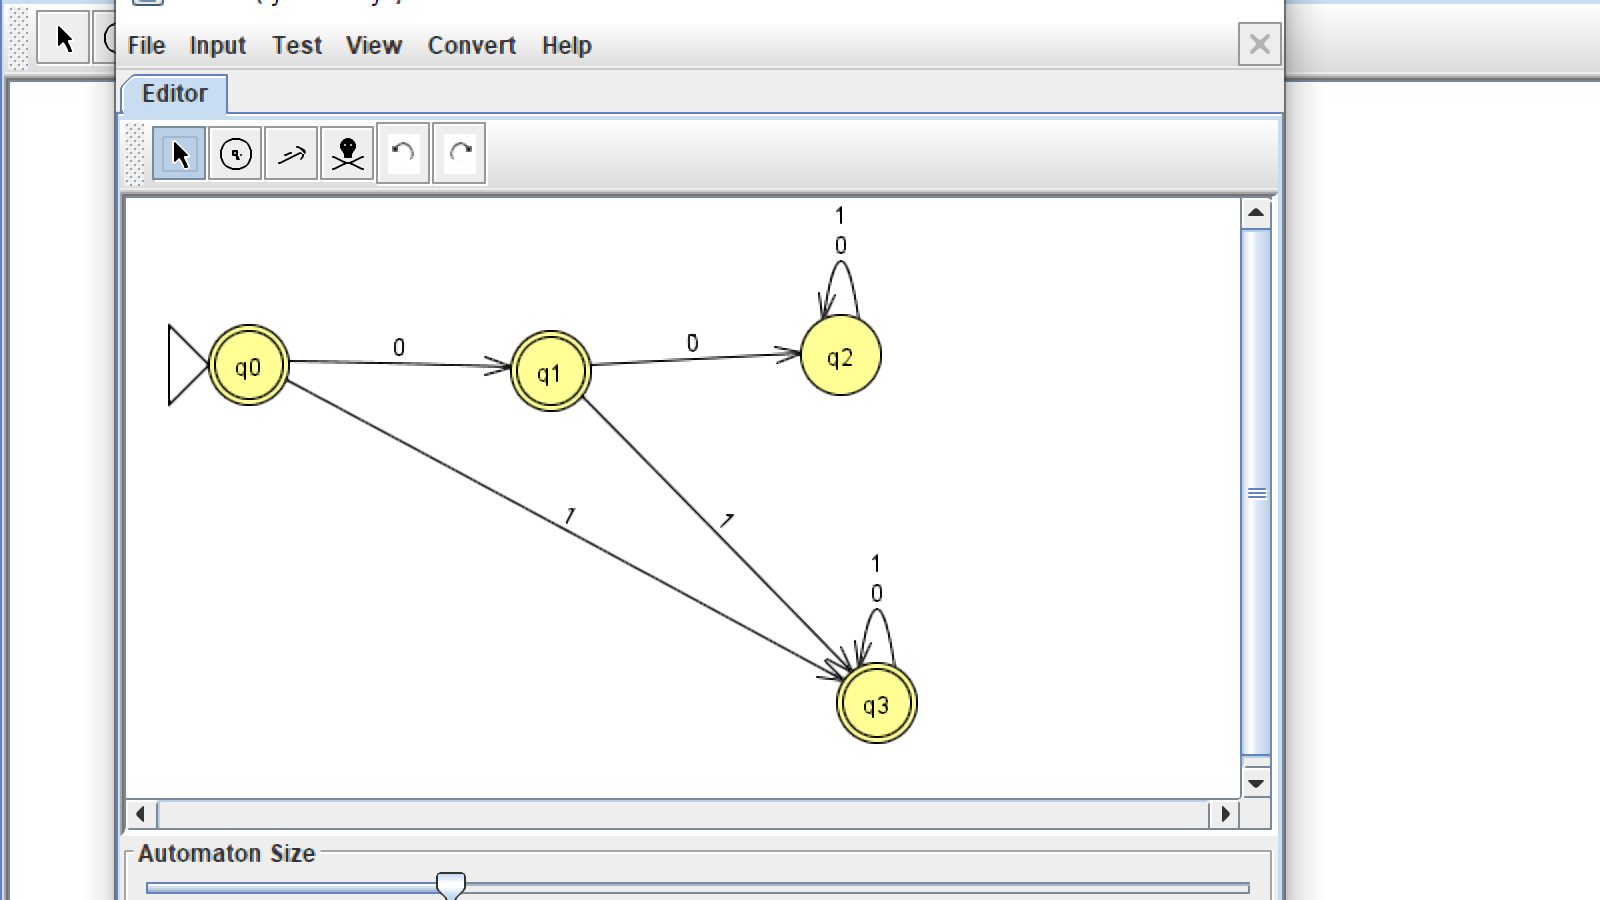 File Input Test View Convert Help
Editor
q
1
0
q0
0
q1
0
q2
1
1
1
0
q3
Automaton Size